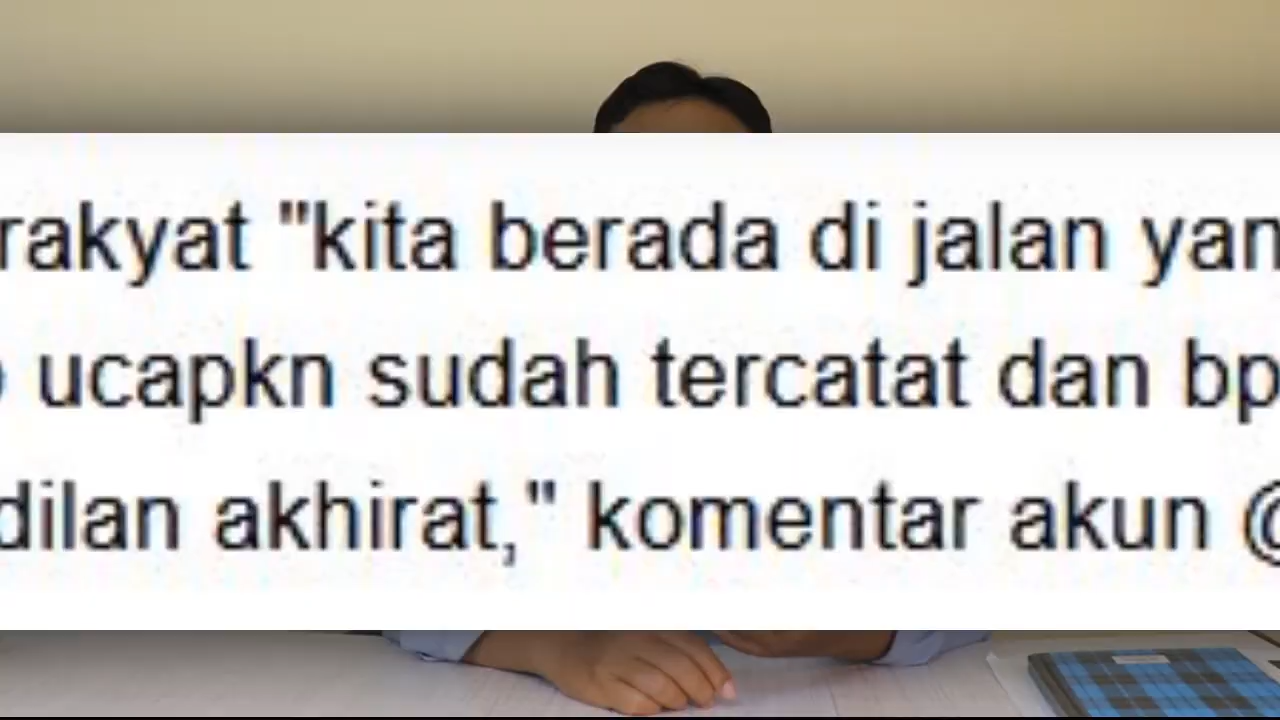 rakyat "kita berada di jalan yan
ucapkn sudah tercatat dan bp
dilan akhirat," komentar akun @